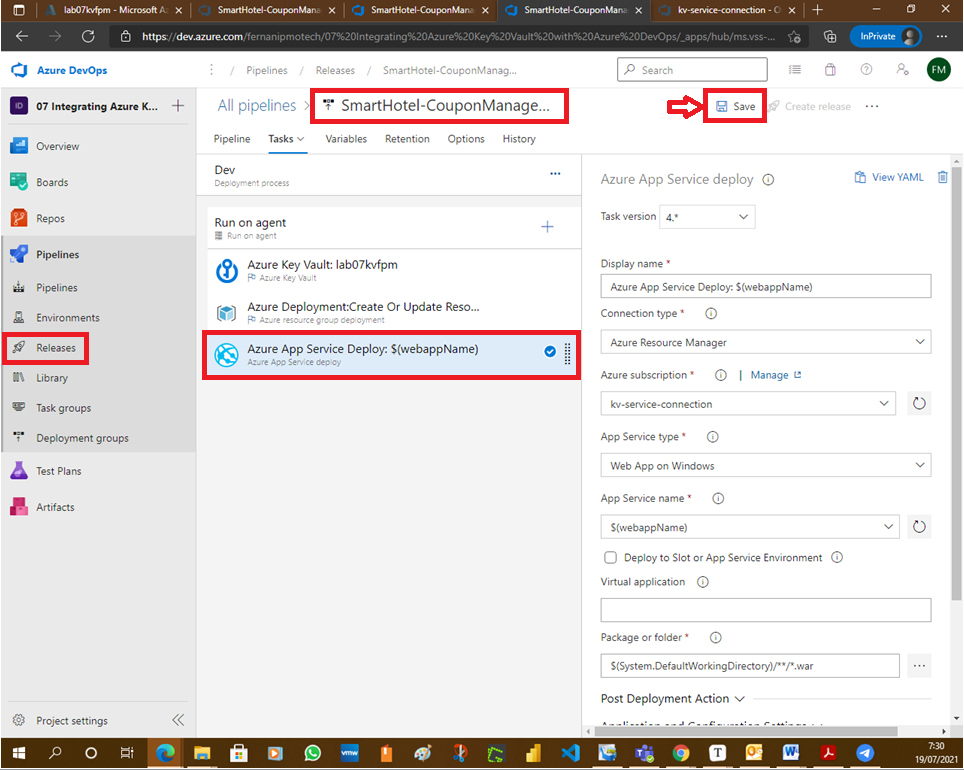 lab07kvfpm - Microsoft Az
SmartHotel-CouponMana
SmartHotel-CouponMana
SmartHotel-CouponMana
kv-service-connection - O
https://dev.azure.com/fernanipmotech/07%20Integrating%20Azure%20Key%20Vault%20with%20Azure%20DevOps/_apps/hub/ms.vss-...
InPrivate
Azure DevOps
/ Pipelines / Releases / SmartHotel-CouponManag...
Search
FM
ID
07 Integrating Azure K...
All pipelines > SmartHotel-CouponManage...
Save
Create release
Pipeline Tasks Variables Retention Options History
Overview
Boards
Repos
Pipelines
Pipelines
Environments
Releases
Library
Task groups
Deployment groups
Test Plans
Artifacts
Project settings
Dev
Deployment process
Run on agent
Run on agent
Azure Key Vault: lab07kvfpm
Azure Key Vault
Azure Deployment:Create Or Update Reso...
Azure resource group deployment
Azure App Service Deploy: $(webappName)
Azure App Service deploy
Azure App Service deploy
View YAML
Task version 4.*
Display name *
Azure App Service Deploy: $(webappName)
Connection type *
Azure Resource Manager
Azure subscription * | Manage
kv-service-connection
App Service type *
Web App on Windows
App Service name *
$(webappName)
Deploy to Slot or App Service Environment
Virtual application
Package or folder *
$(System.DefaultWorkingDirectory)/**/*.war
Post Deployment Action
Application and Configuration Settings
vmw
7:30
19/07/2021